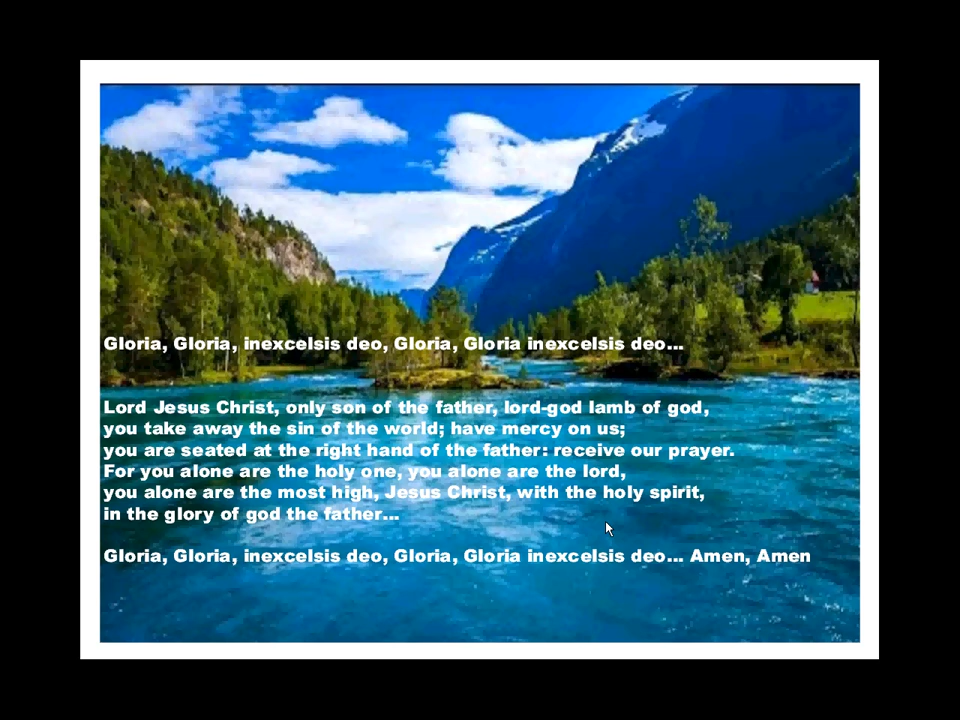 Gloria, Gloria, inexcelsis deo, Gloria, Gloria inexcelsis deo...
Lord Jesus Christ, only son of the father, lord-god lamb of god,
you take away the sin of the world; have mercy on us;
you are seated at the right hand of the father: receive our prayer.
For you alone are the holy one, you alone are the lord,
you alone are the most high, Jesus Christ, with the holy spirit,
in the glory of god the father...
Gloria, Gloria, inexcelsis deo, Gloria, Gloria inexcelsis deo... Amen, Amen